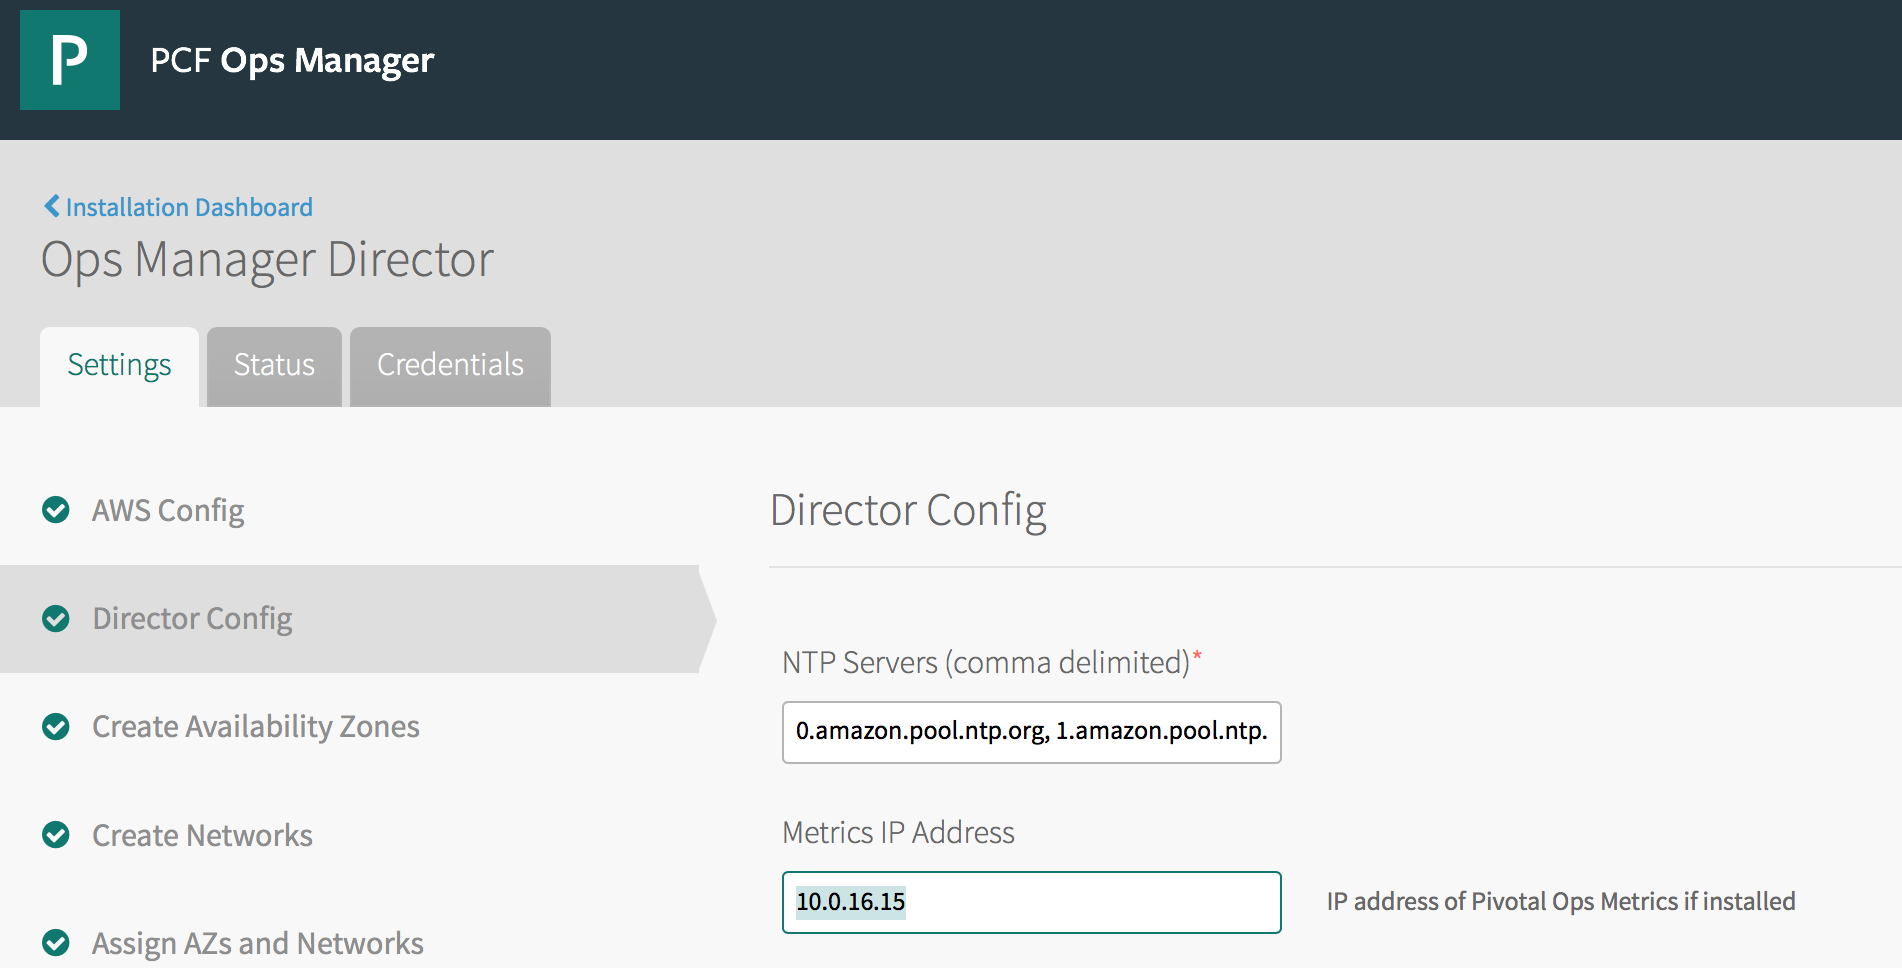 P
PCF Ops Manager
Installation Dashboard
Ops Manager Director
Settings
Status
Credentials
AWS Config
Director Config
Create Availability Zones
Create Networks
Assign AZs and Networks
Director Config
NTP Servers (comma delimited)*
0.amazon.pool.ntp.org, 1.amazon.pool.ntp.
Metrics IP Address
10.0.16.15
IP address of Pivotal Ops Metrics if installed